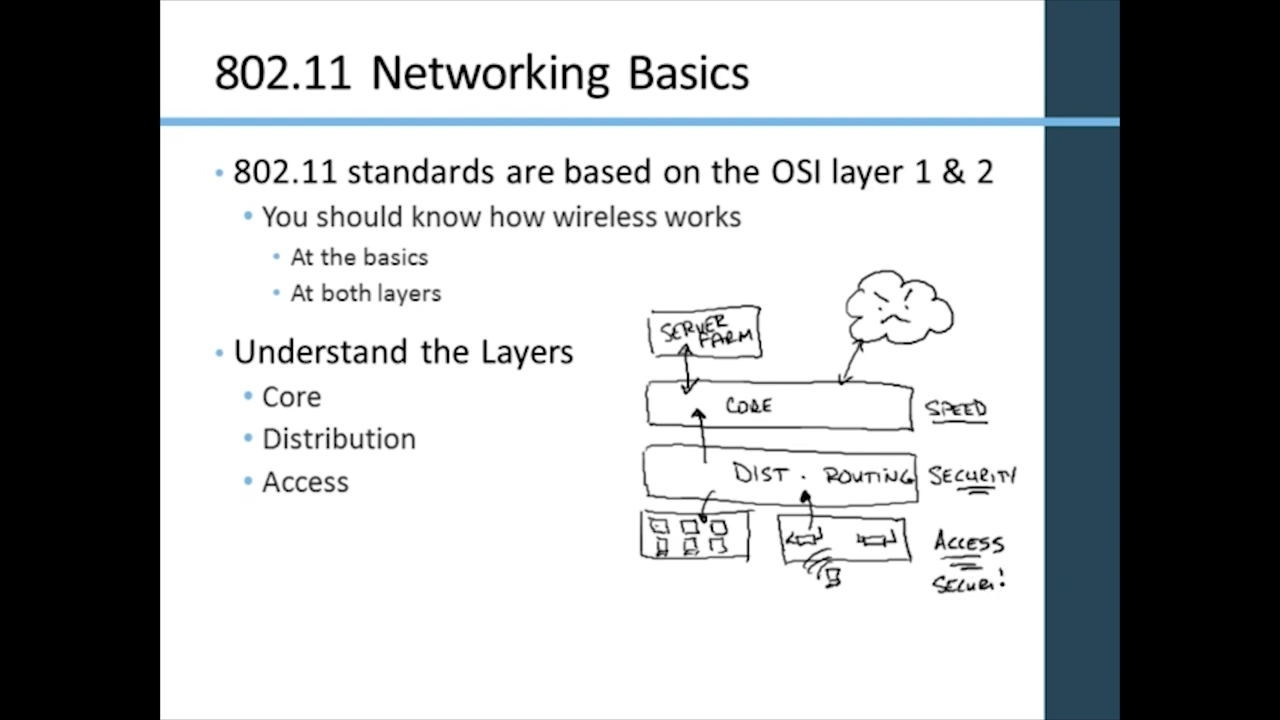 802.11 Networking Basics
• 802.11 standards are based on the OSI layer 1 & 2
• You should know how wireless works
• At the basics
• At both layers
• Understand the Layers
• Core
• Distribution
• Access
SERVER
FARM
CORE
SPEED
DIST. ROUTING
SECURITY
ACCESS
SECURI!